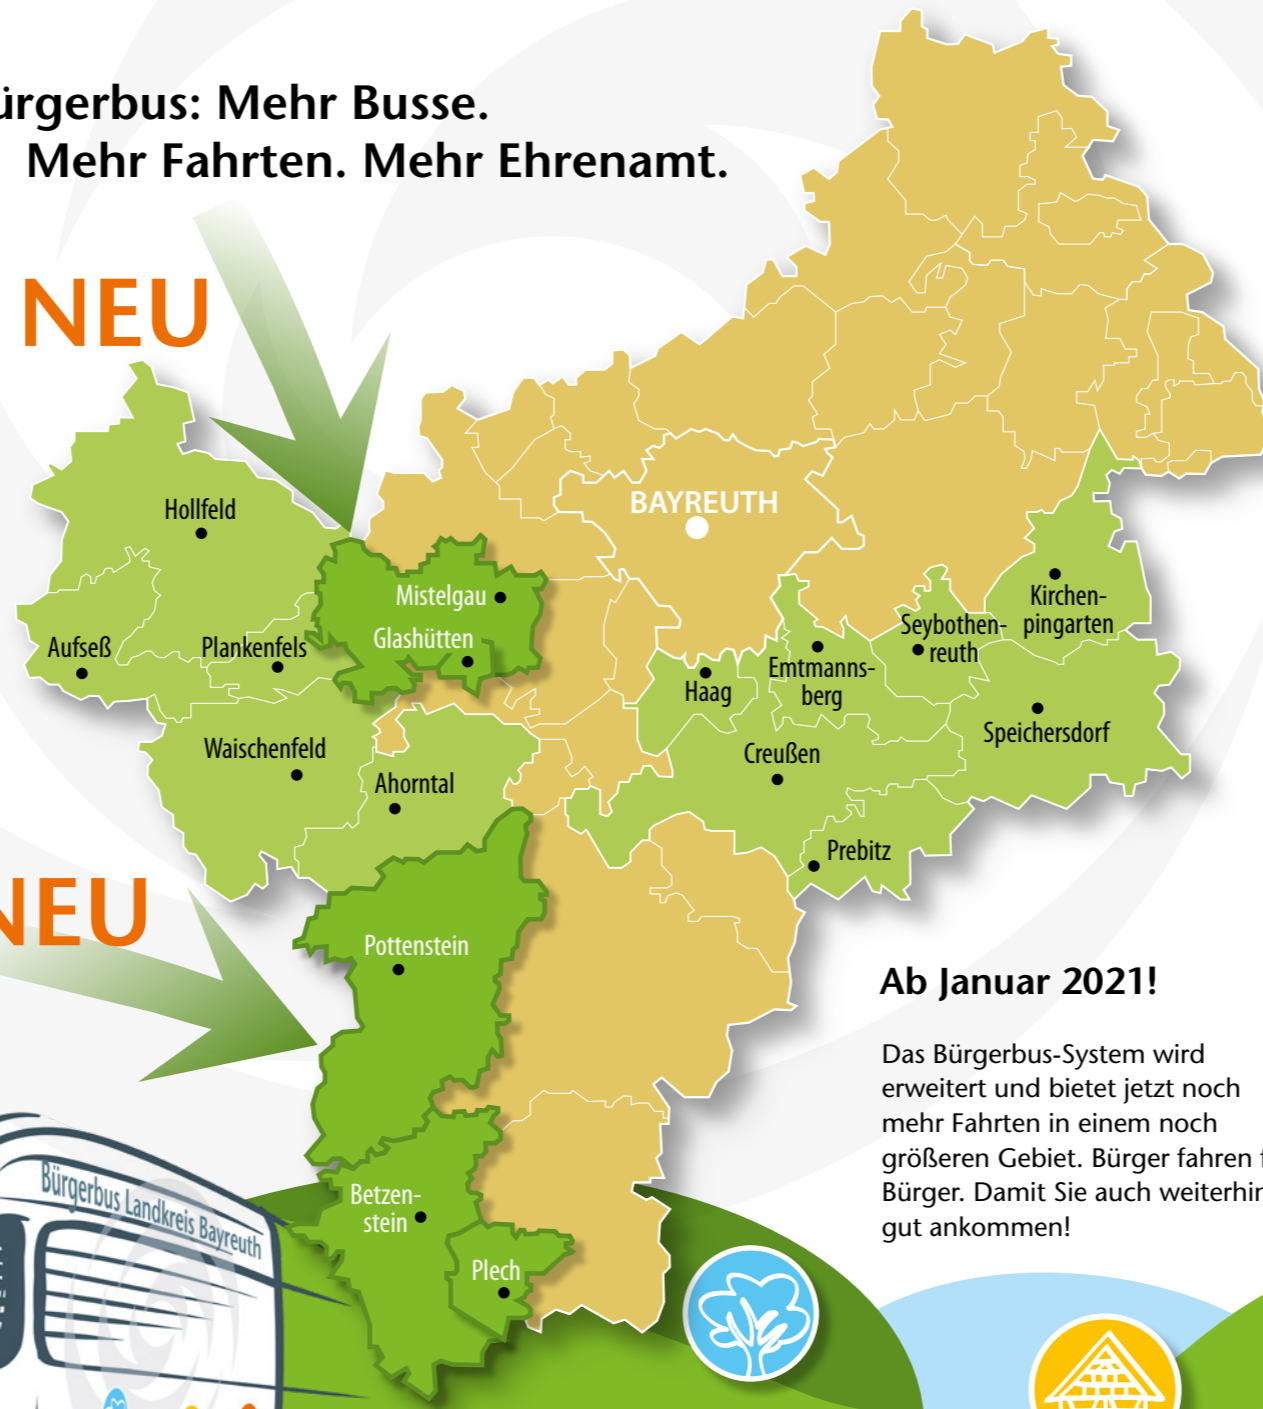 ürgerbus: Mehr Busse.
Mehr Fahrten. Mehr Ehrenamt.
NEU
BAYREUTH
Hollfeld
Mistelgau
Glashütten
Aufseß
Plankenfels
Kirchen-
pingarten
Seybothen-
reuth
Emtmanns-
berg
Haag
Speichersdorf
Waischenfeld
Creußen
Ahorntal
Prebitz
NEU
Pottenstein
Ab Januar 2021!
Das Bürgerbus-System wird
erweitert und bietet jetzt noch
mehr Fahrten in einem noch
größeren Gebiet. Bürger fahren f
Bürger. Damit Sie auch weiterhin
gut ankommen!
Bürgerbus Landkreis Bayreuth
Betzen-
stein
Plech